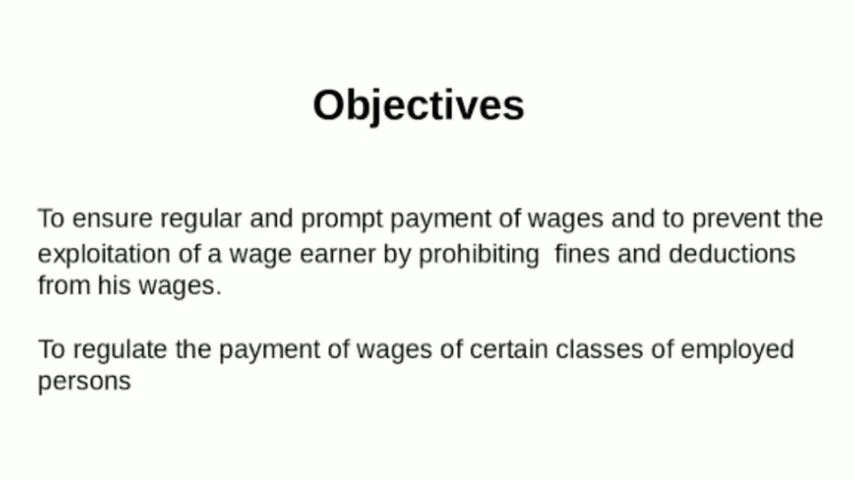 Objectives
To ensure regular and prompt payment of wages and to prevent the
exploitation of a wage earner by prohibiting  fines and deductions
from his wages.
To regulate the payment of wages of certain classes of employed
persons